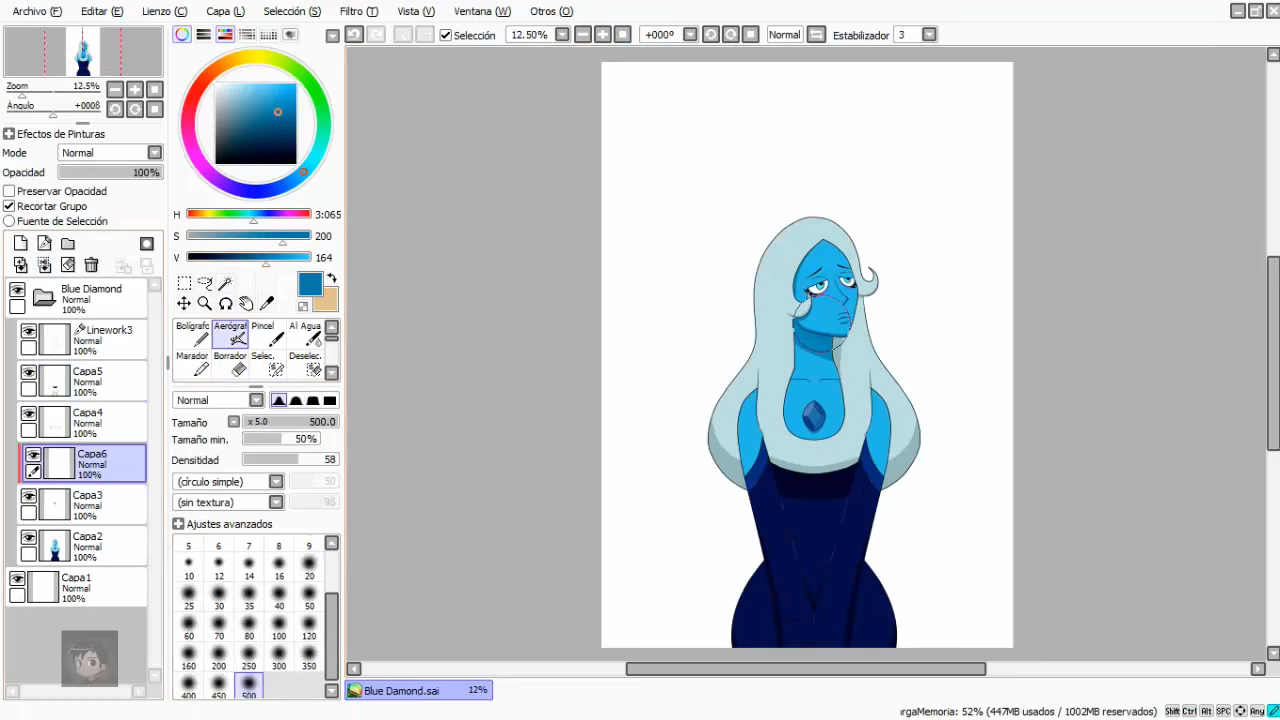 Archivo (F) Editar (E) Lienzo (C) Capa (L) Selección (S) Filtro (T) Vista (V) Ventana (W) Otros (O)
Selección 12.50% +000° Normal Estabilizador 3
Zoom 12.5%
Ángulo +000ß
Efectos de Pinturas
Modo Normal
Opacidad 100%
Preservar Opacidad
Recortar Grupo
Fuente de Selección
Blue Diamond
Normal
100%
Linework3
Normal
100%
Capa5
Normal
100%
Capa4
Normal
100%
Capa6
Normal
100%
Capa3
Normal
100%
Capa2
Normal
100%
Capa1
Normal
100%
H 3:065
S 200
V 164
Bolígrafo Aerógraf Pincel Al Agua
Marador Borrador Selec. Deselec.
Normal
Tamaño x 5.0 500.0
Tamaño min. 50%
Densitidad 58
(círculo simple) 50
(sin textura) 95
Ajustes avanzados
5 6 7 8 9
10 12 14 16 20
25 30 35 40 50
60 70 80 100 120
160 200 250 300 350
400 450 500
Blue Damond.sai 12%
ırgaMemoria: 52% (447MB usados / 1002MB reservados) Shift Ctrl Alt SPC Any